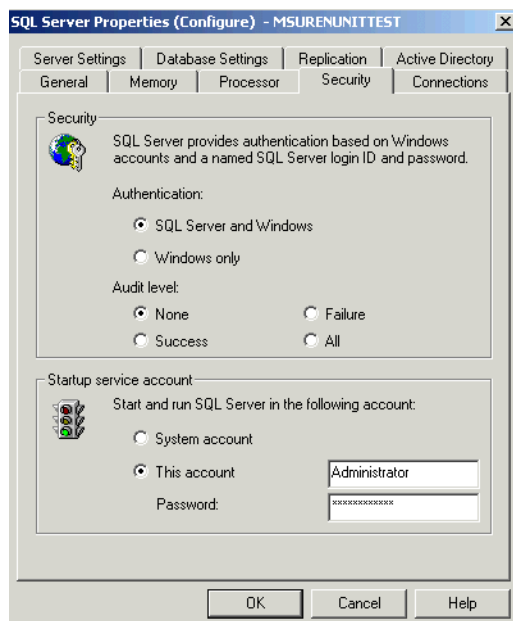 SQL Server Properties (Configure) - MSURENUNITTEST
Server Settings Database Settings Replication Active Directory
General Memory Processor Security Connections
Security
SQL Server provides authentication based on Windows
accounts and a named SQL Server login ID and password.
Authentication:
SQL Server and Windows
Windows only
Audit level:
None Failure
Success All
Startup service account
Start and run SQL Server in the following account:
System account
This account Administrator
Password: ************
OK Cancel Help